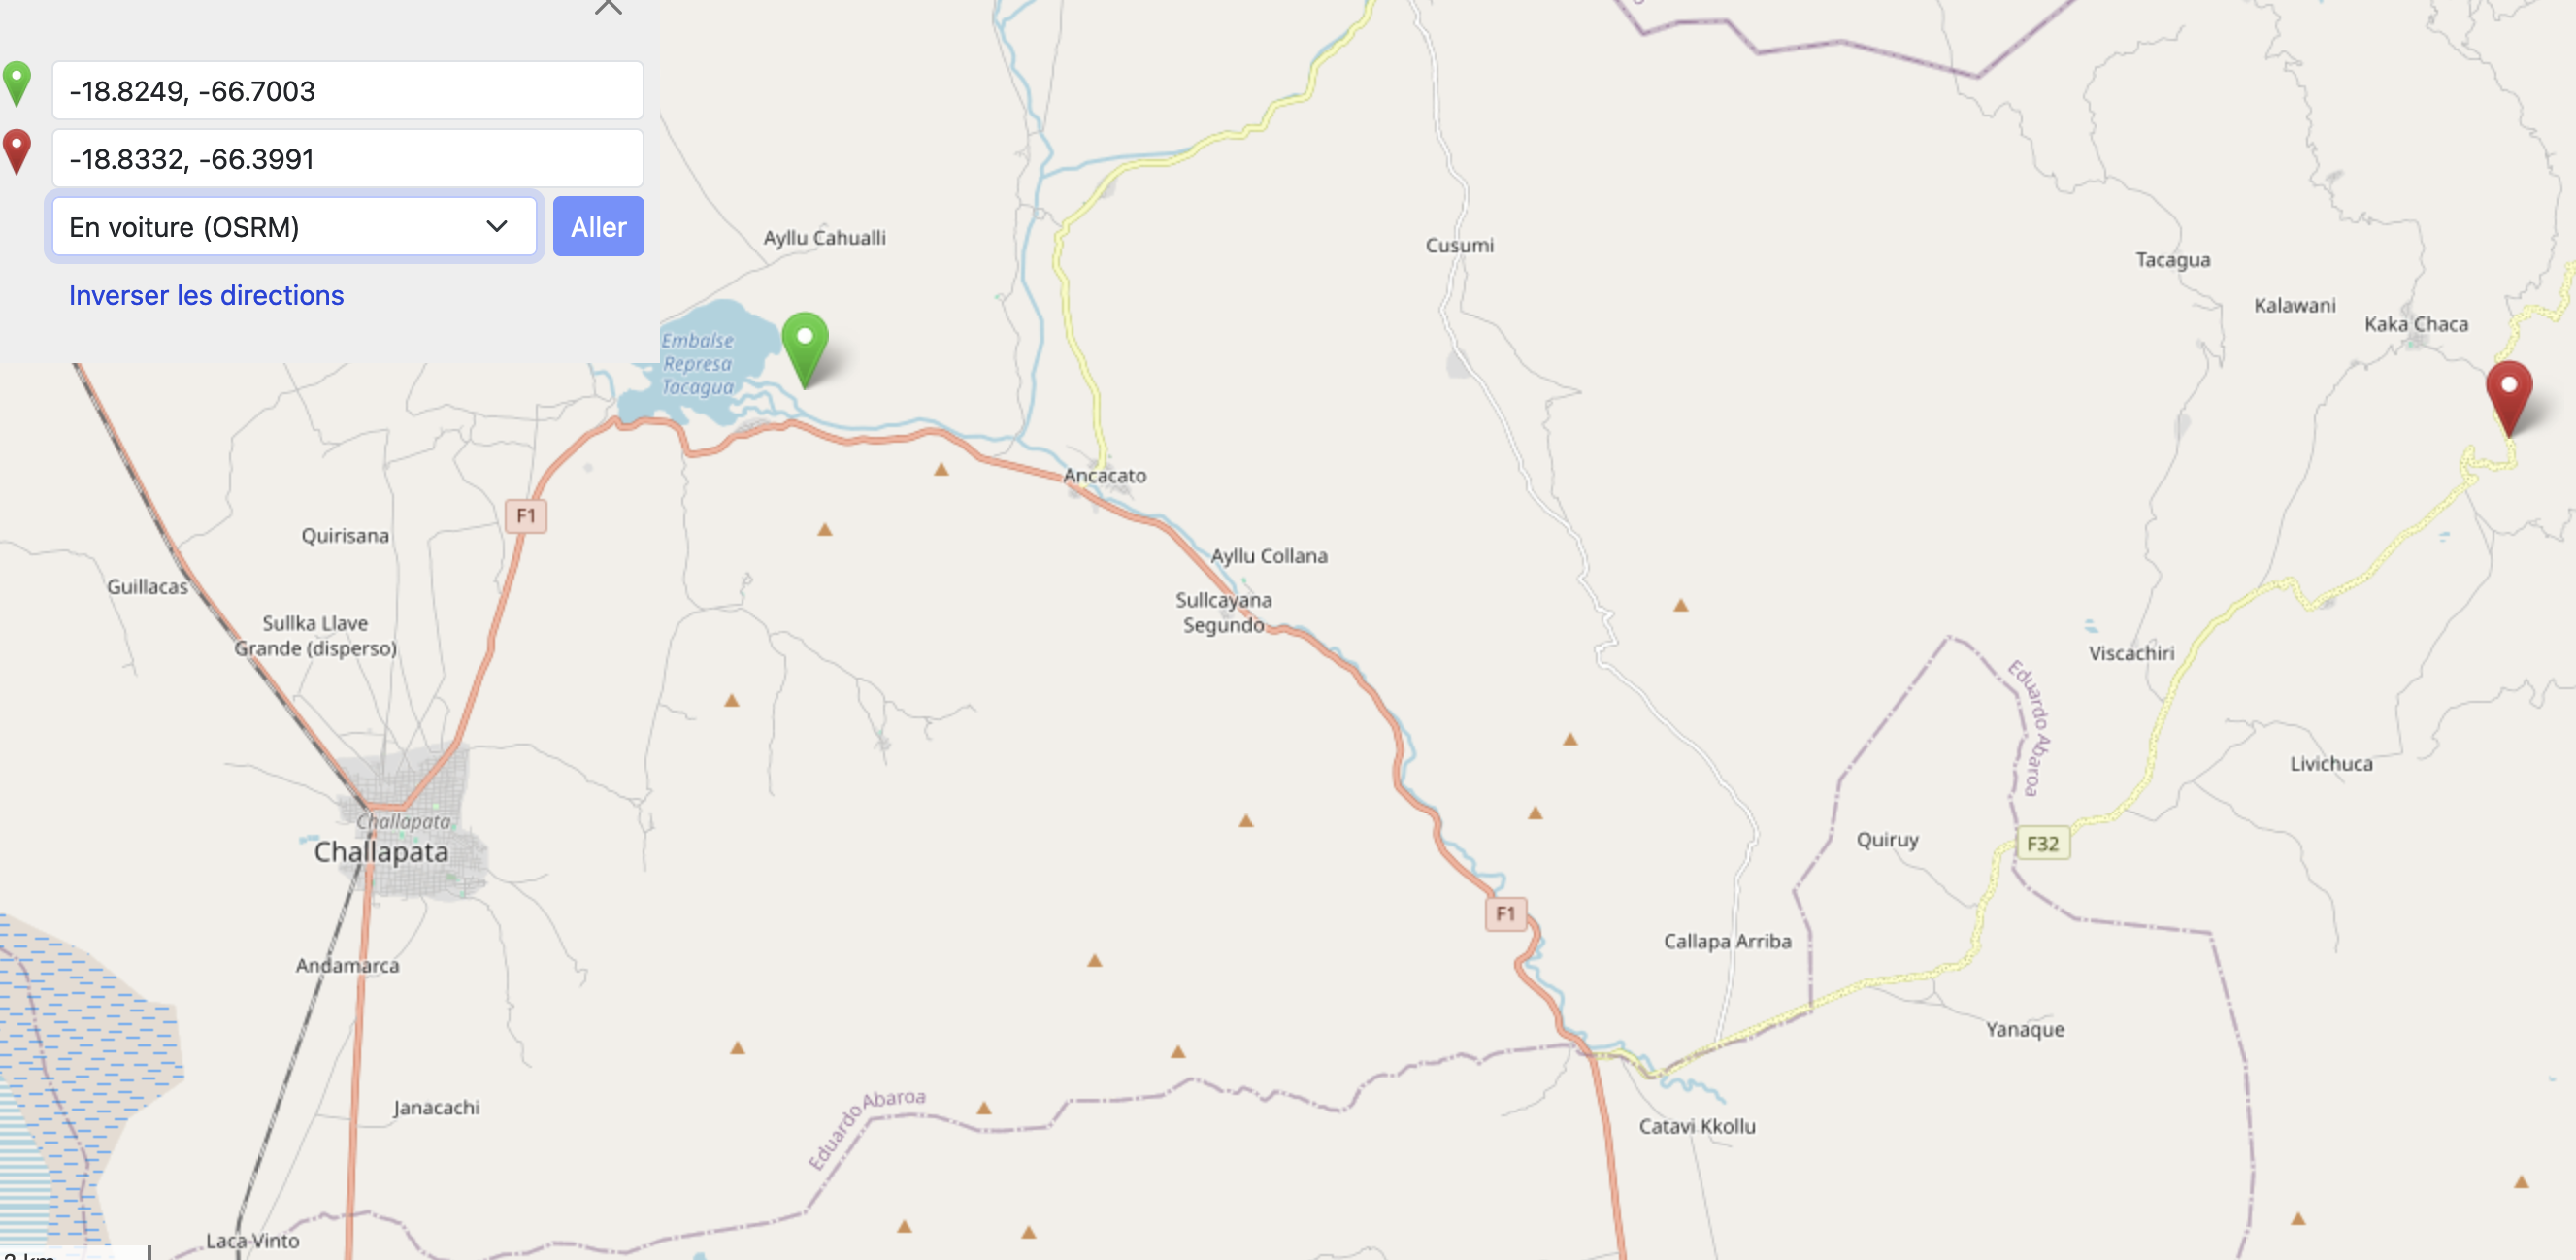 -18.8249, -66.7003
-18.8332, -66.3991
En voiture (OSRM)
Aller
Inverser les directions
Ayllu Cahualli
Cusumi
Tacagua
Kalawani
Kaka Chaca
Embalse
Represa
Tacagua
Ancacato
F1
Quirisana
Ayllu Collana
Guillacas
Sullcayana
Segundo
Sullka Llave
Grande (disperso)
Viscachiri
Eduardo Abaroa
Livichuca
Challapata
Challapata
Quiruy
F32
F1
Callapa Arriba
Andamarca
Yanaque
Janacachi
Eduardo Abaroa
Catavi Kkollu
Laca Vinto